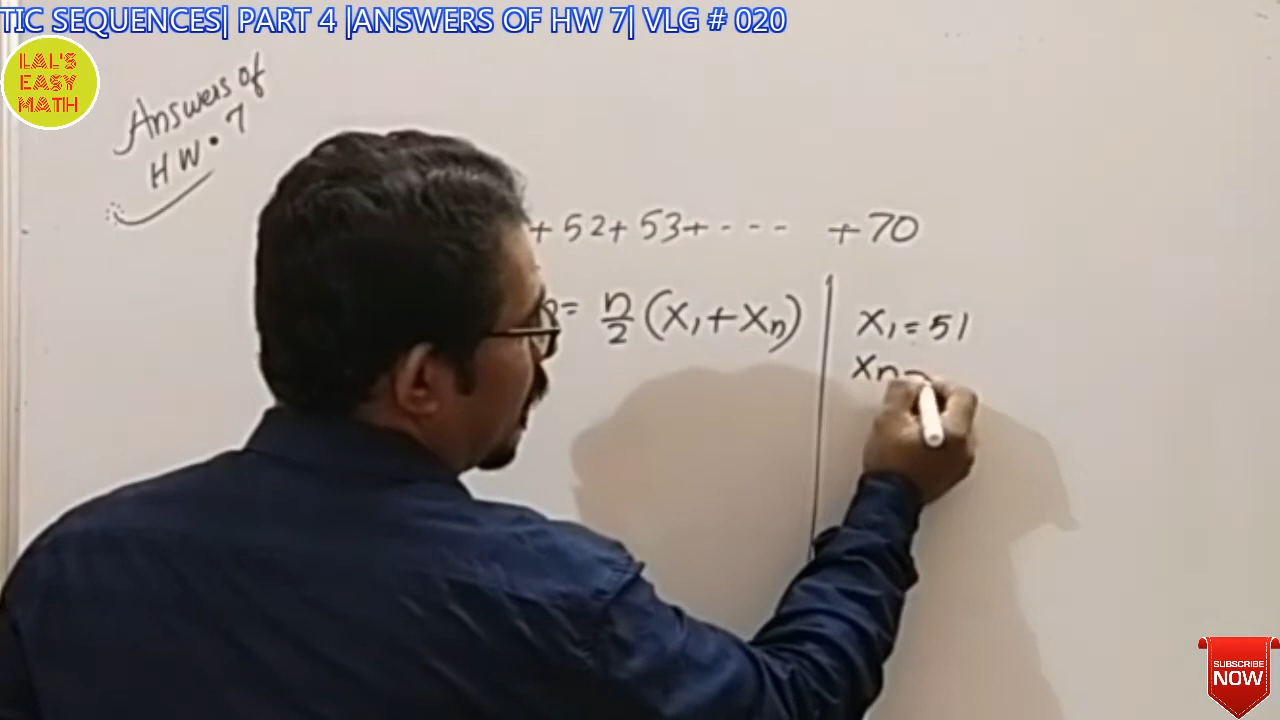 TIC SEQUENCES| PART 4 |ANSWERS OF HW 7| VLG # 020
LAL'S
EASY
MATH
Answers of
HW•7
+ 52 + 53 + - - - + 70
= n/2 (x₁ + xₙ)
x₁ = 51
xₙ =
SUBSCRIBE
NOW